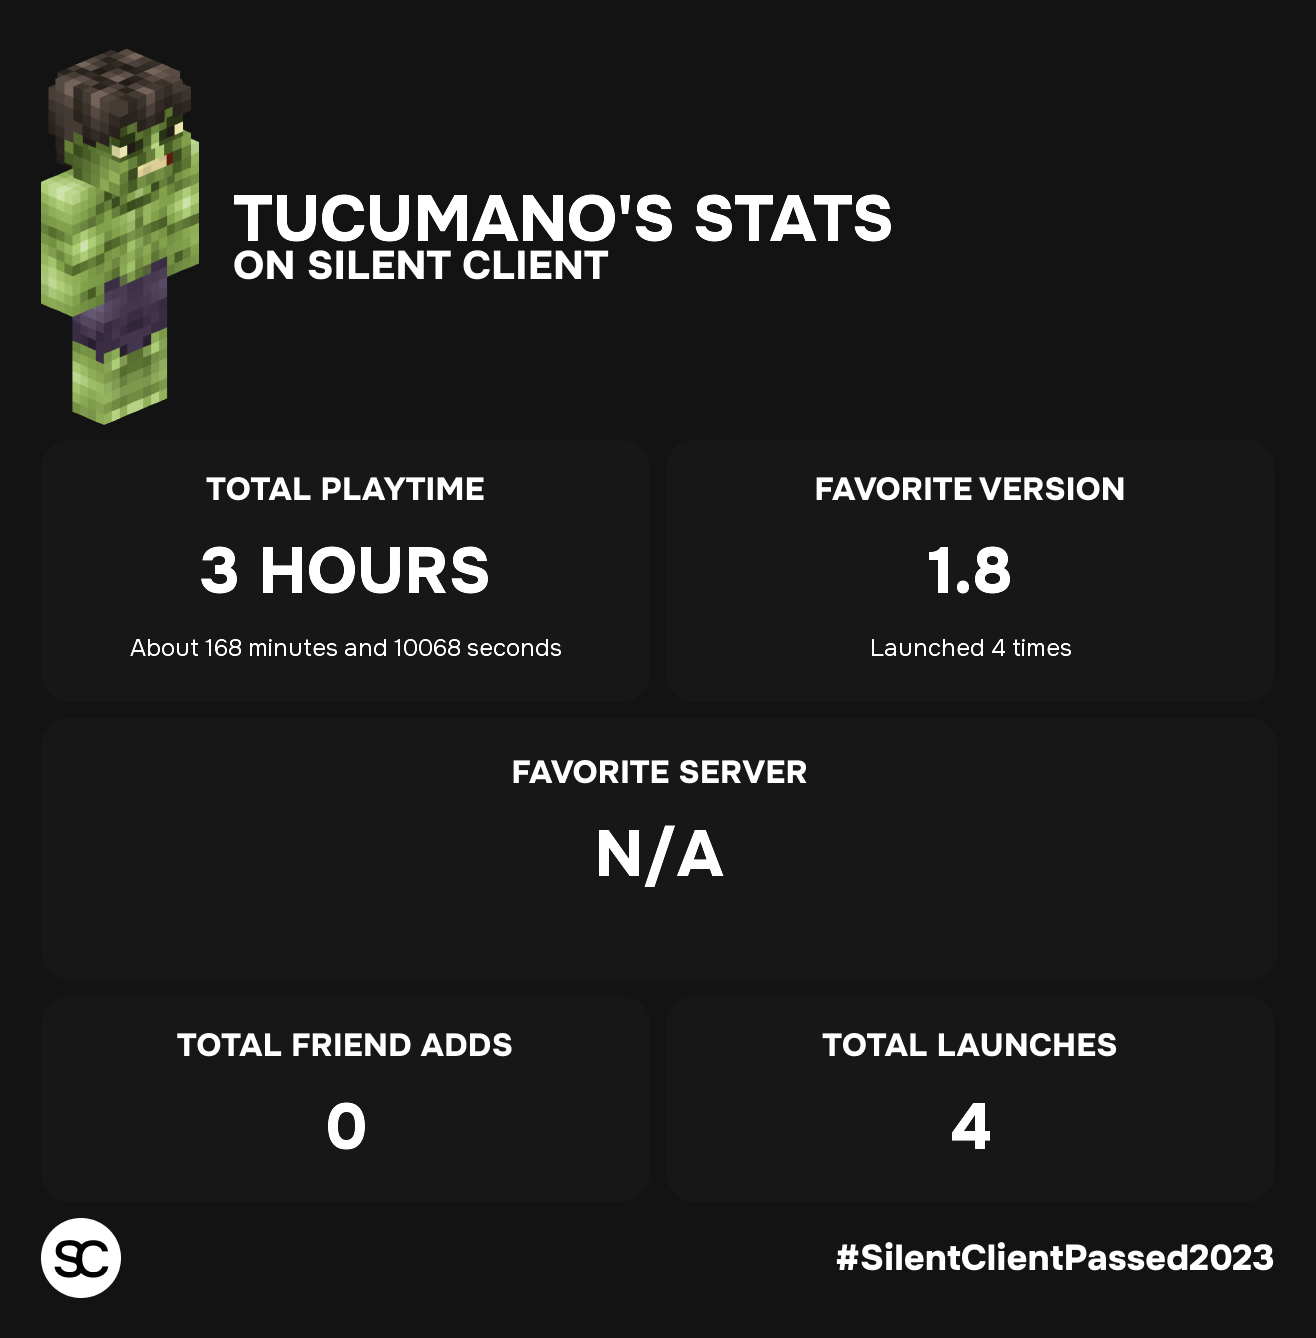 TUCUMANO'S STATS
ON SILENT CLIENT
TOTAL PLAYTIME
3 HOURS
About 168 minutes and 10068 seconds
FAVORITE VERSION
1.8
Launched 4 times
FAVORITE SERVER
N/A
TOTAL FRIEND ADDS
0
TOTAL LAUNCHES
4
SC
#SilentClientPassed2023